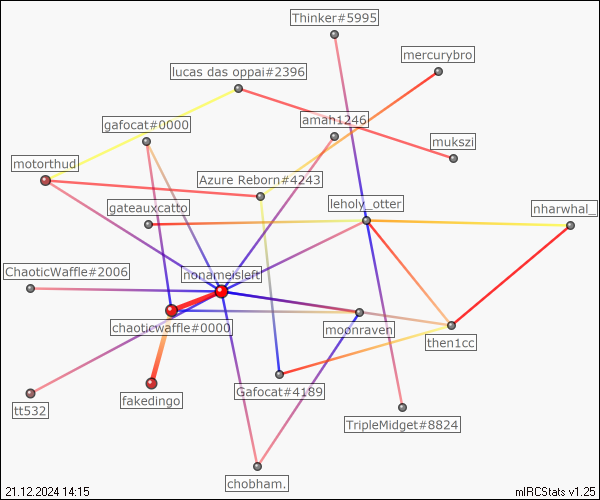 Thinker#5995
mercurybro
lucas das oppai#2396
amah1246
gafocat#0000
mukszi
motorthud
Azure Reborn#4243
leholy_otter
gateauxcatto
nharwhal_
ChaoticWaffle#2006
nonameisleft
chaoticwaffle#0000
moonraven
then1cc
fakedingo
Gafocat#4189
tt532
TripleMidget#8824
chobham.
21.12.2024 14:15
mIRCStats v1.25